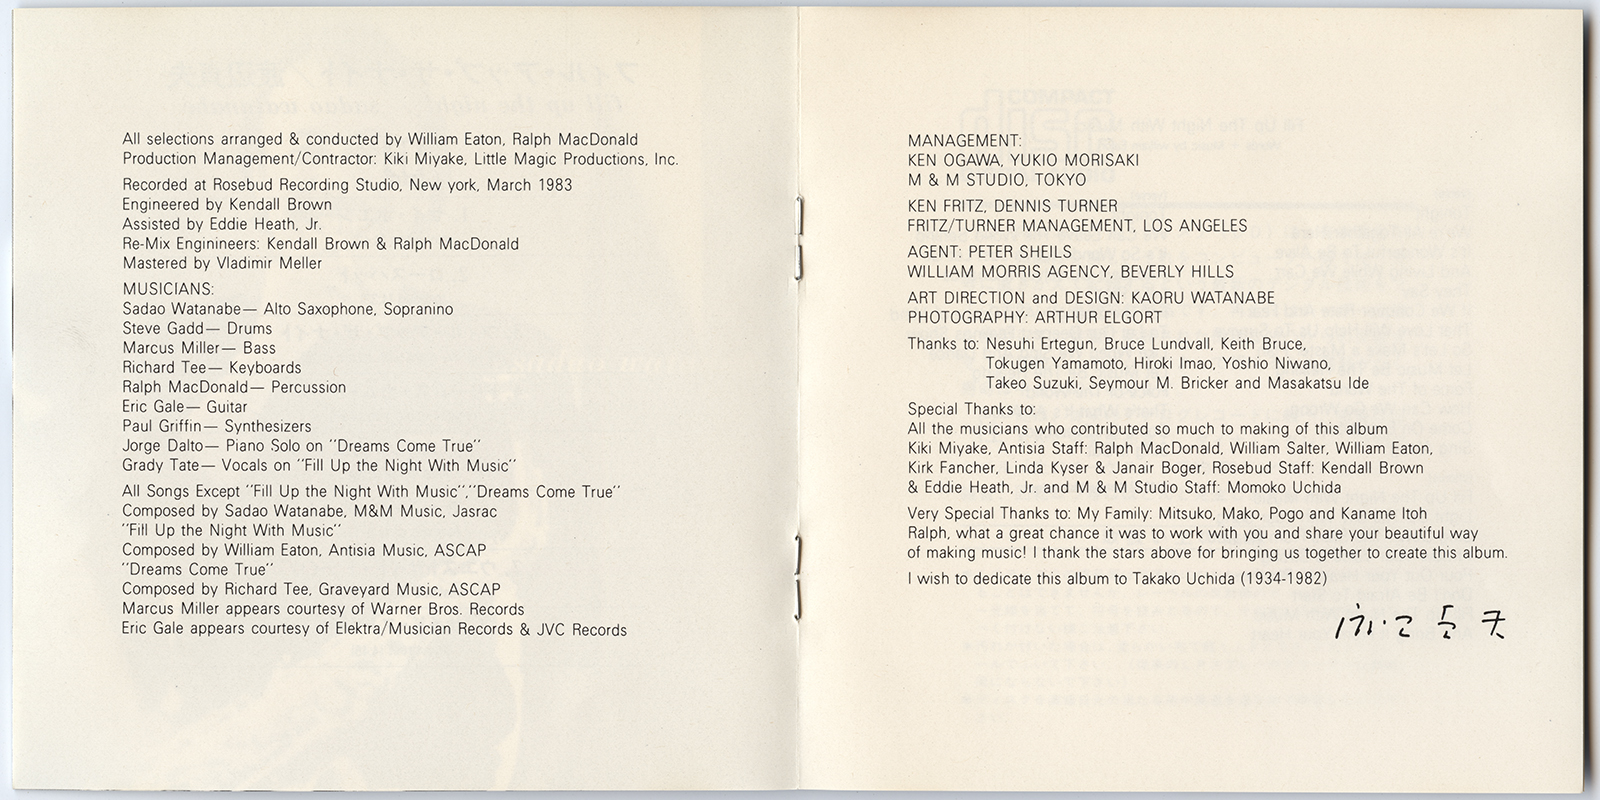 All selections arranged & conducted by William Eaton, Ralph MacDonald
Production Management/Contractor: Kiki Miyake, Little Magic Productions, Inc.
Recorded at Rosebud Recording Studio, New york, March 1983
Engineered by Kendall Brown
Assisted by Eddie Heath, Jr.
Re-Mix Enginineers: Kendall Brown & Ralph MacDonald
Mastered by Vladimir Meller
MUSICIANS:
Sadao Watanabe— Alto Saxophone, Sopranino
Steve Gadd— Drums
Marcus Miller— Bass
Richard Tee— Keyboards
Ralph MacDonald— Percussion
Eric Gale— Guitar
Paul Griffin— Synthesizers
Jorge Dalto— Piano Solo on "Dreams Come True"
Grady Tate— Vocals on "Fill Up the Night With Music"
All Songs Except "Fill Up the Night With Music","Dreams Come True"
Composed by Sadao Watanabe, M&M Music, Jasrac
"Fill Up the Night With Music"
Composed by William Eaton, Antisia Music, ASCAP
"Dreams Come True"
Composed by Richard Tee, Graveyard Music, ASCAP
Marcus Miller appears courtesy of Warner Bros. Records
Eric Gale appears courtesy of Elektra/Musician Records & JVC Records
MANAGEMENT:
KEN OGAWA, YUKIO MORISAKI
M & M STUDIO, TOKYO
KEN FRITZ, DENNIS TURNER
FRITZ/TURNER MANAGEMENT, LOS ANGELES
AGENT: PETER SHEILS
WILLIAM MORRIS AGENCY, BEVERLY HILLS
ART DIRECTION and DESIGN: KAORU WATANABE
PHOTOGRAPHY: ARTHUR ELGORT
Thanks to: Nesuhi Ertegun, Bruce Lundvall, Keith Bruce,
Tokugen Yamamoto, Hiroki Imao, Yoshio Niwano,
Takeo Suzuki, Seymour M. Bricker and Masakatsu Ide
Special Thanks to:
All the musicians who contributed so much to making of this album
Kiki Miyake, Antisia Staff: Ralph MacDonald, William Salter, William Eaton,
Kirk Fancher, Linda Kyser & Janair Boger, Rosebud Staff: Kendall Brown
& Eddie Heath, Jr. and M & M Studio Staff: Momoko Uchida
Very Special Thanks to: My Family: Mitsuko, Mako, Pogo and Kaname Itoh
Ralph, what a great chance it was to work with you and share your beautiful way
of making music! I thank the stars above for bringing us together to create this album.
I wish to dedicate this album to Takako Uchida (1934-1982)